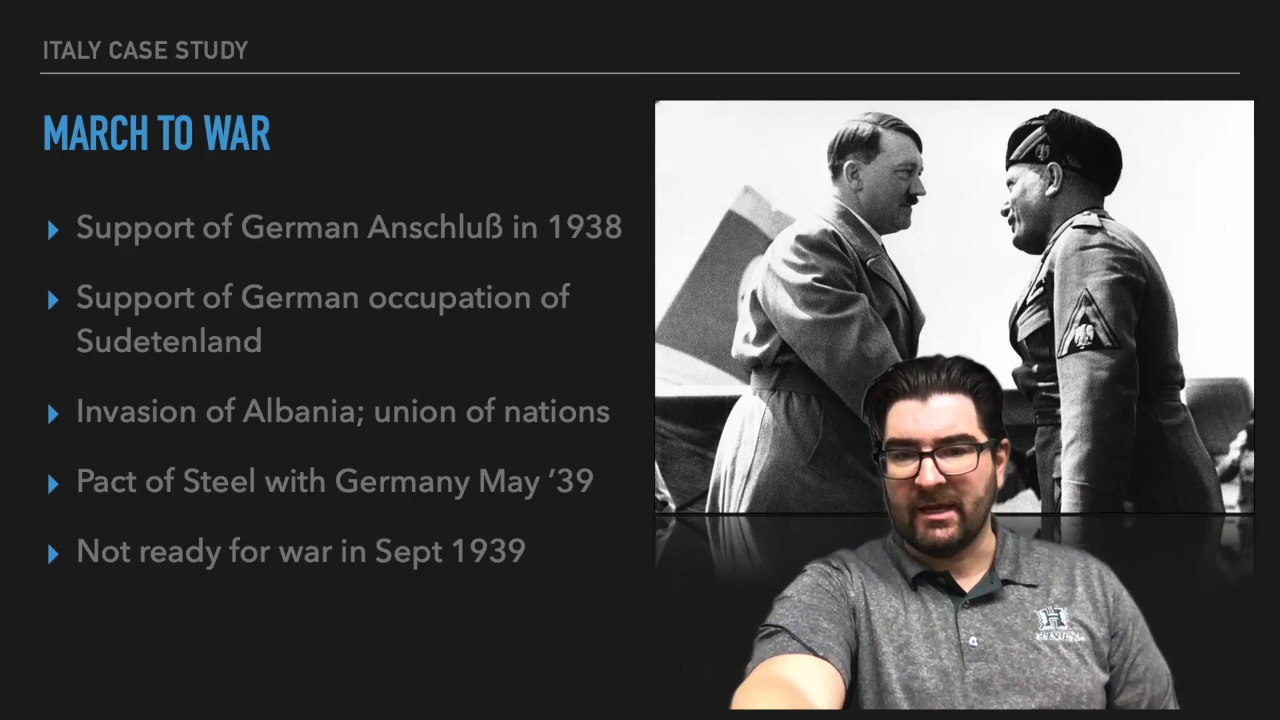 ITALY CASE STUDY
MARCH TO WAR
Support of German Anschluß in 1938
Support of German occupation of
Sudetenland
Invasion of Albania; union of nations
Pact of Steel with Germany May ’39
Not ready for war in Sept 1939
H